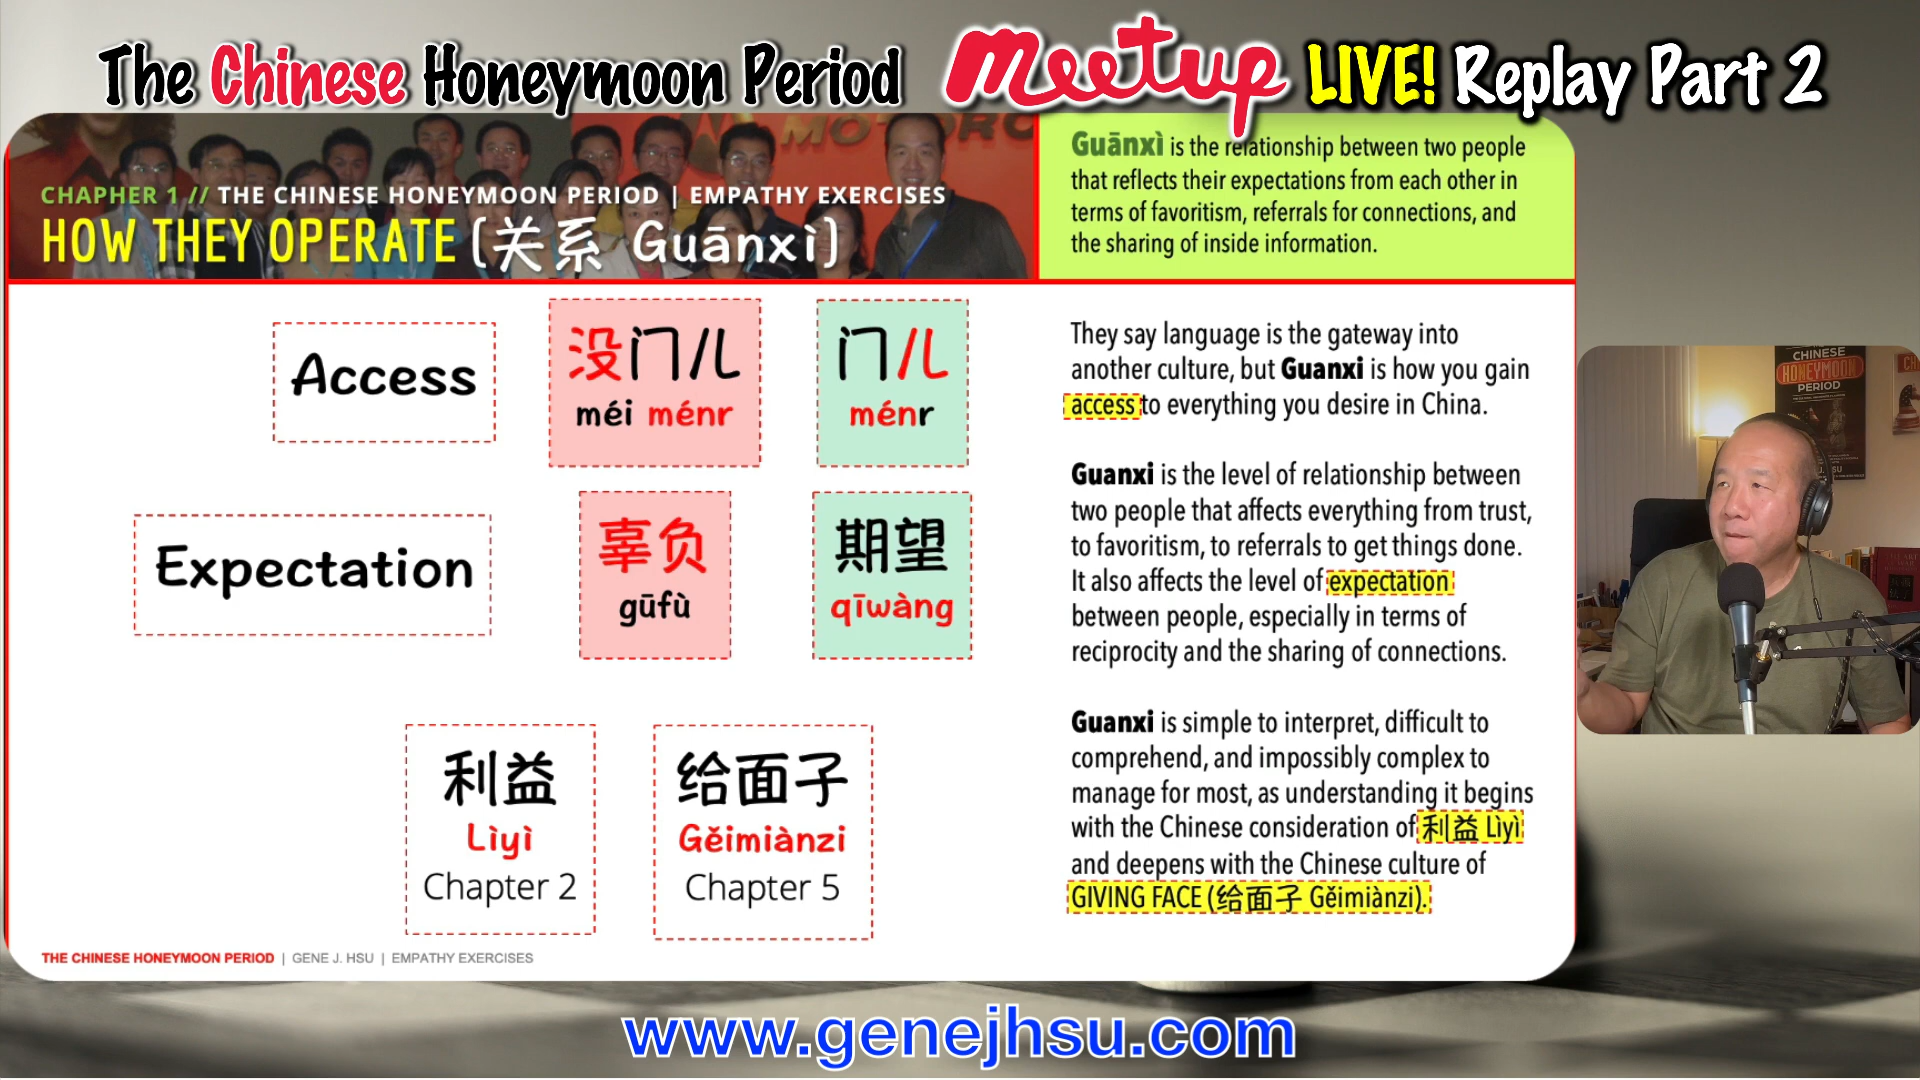 The Chinese Honeymoon Period Meetup LIVE! Replay Part 2
CHAPHER 1 // THE CHINESE HONEYMOON PERIOD | EMPATHY EXERCISES
HOW THEY OPERATE (关系 Guānxì)
Guānxì is the relationship between two people
that reflects their expectations from each other in
terms of favoritism, referrals for connections, and
the sharing of inside information.
Access
没门儿
méi ménr
门儿
ménr
Expectation
辜负
gūfù
期望
qīwàng
利益
Lìyì
Chapter 2
给面子
Gěimiànzi
Chapter 5
They say language is the gateway into
another culture, but Guanxi is how you gain
access to everything you desire in China.
Guanxi is the level of relationship between
two people that affects everything from trust,
to favoritism, to referrals to get things done.
It also affects the level of expectation
between people, especially in terms of
reciprocity and the sharing of connections.
Guanxi is simple to interpret, difficult to
comprehend, and impossibly complex to
manage for most, as understanding it begins
with the Chinese consideration of 利益 Lìyì
and deepens with the Chinese culture of
GIVING FACE (给面子 Gěimiànzi).
THE CHINESE HONEYMOON PERIOD | GENE J. HSU | EMPATHY EXERCISES
CHINESE
HONEYMOON
PERIOD
www.genejhsu.com